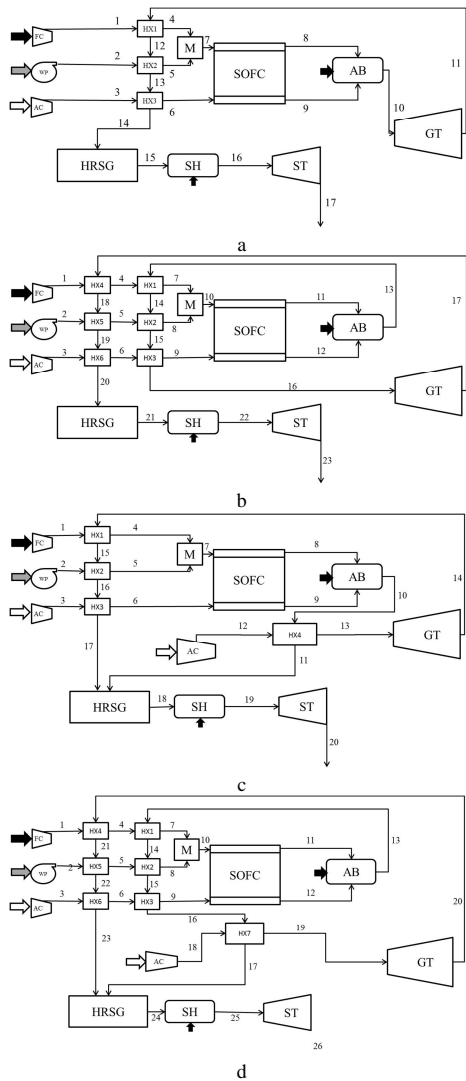 1 4 11
FC HX1 7 8
12 M
2 5 SOFC AB
WP HX2
13 10
3 9
AC HX3 6 GT
14
HRSG 15 SH 16 ST
17
a
1 4 7 13
FC HX4 HX1 10 11 17
18 14 M
2 5 8 SOFC AB
WP HX5 HX2
19 15 12
3 6 9
AC HX6 HX3
20 16 GT
HRSG 21 SH 22 ST
23
b
1 4
FC HX1 7 8
15 M
2 5 SOFC AB
WP HX2
16 10 14
3 6 9
AC HX3 12 13
17 AC HX4 GT
11
HRSG 18 SH 19 ST
20
c
1 4 7 13
FC HX4 HX1 10 11
21 14 M
2 5 8 SOFC AB
WP HX5 HX2
22 15 12 20
3 6 9
AC HX6 HX3
16 19
23 18 HX7
AC 17 GT
HRSG 24 SH 25 ST
26
d